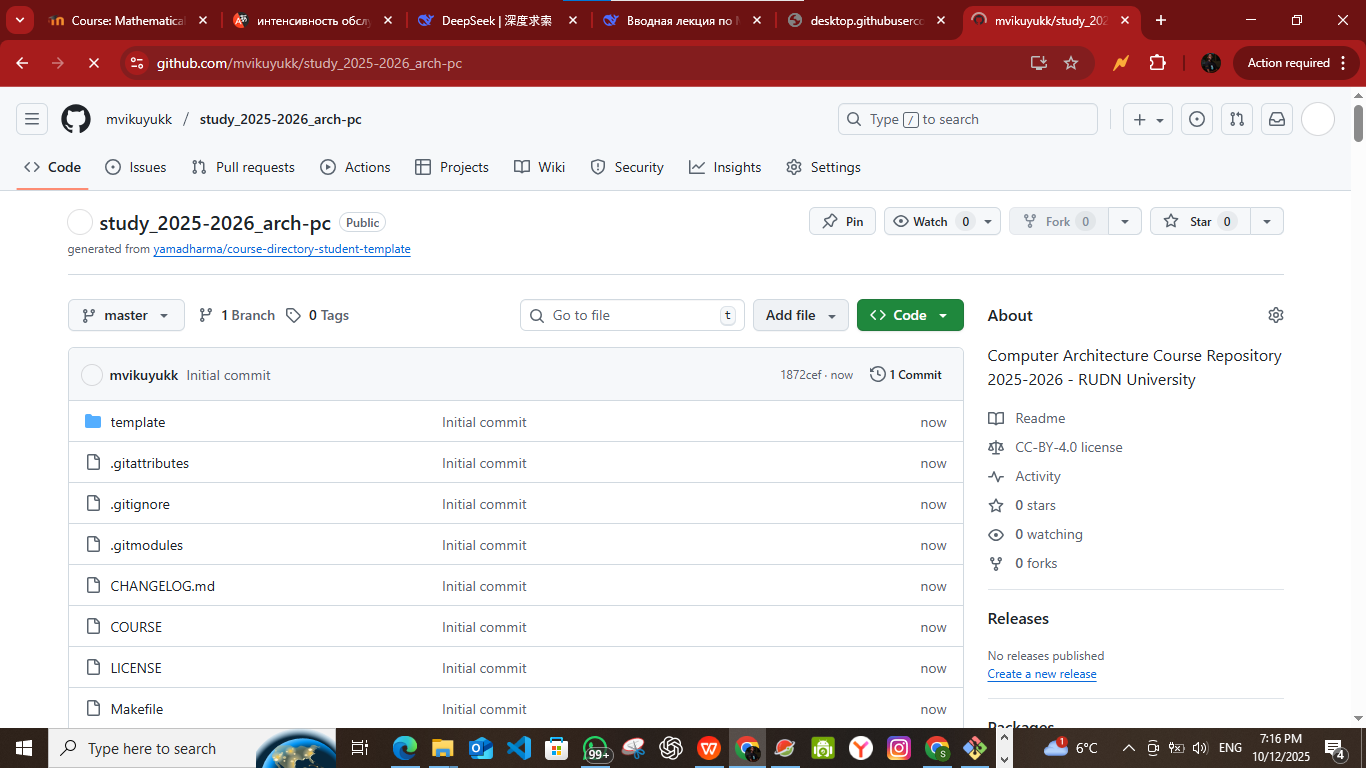 Course: Mathematical
интенсивность обслу
DeepSeek | 深度求索
Вводная лекция по М
desktop.githubuserco
mvikuyukk/study_202
github.com/mvikuyukk/study_2025-2026_arch-pc
Action required
mvikuyukk / study_2025-2026_arch-pc
Type / to search
Code
Issues
Pull requests
Actions
Projects
Wiki
Security
Insights
Settings
study_2025-2026_arch-pc Public
Pin
Watch 0
Fork 0
Star 0
generated from yamadharma/course-directory-student-template
master
1 Branch
0 Tags
Go to file t
Add file
Code
mvikuyukk Initial commit 1872cef · now 1 Commit
template Initial commit now
.gitattributes Initial commit now
.gitignore Initial commit now
.gitmodules Initial commit now
CHANGELOG.md Initial commit now
COURSE Initial commit now
LICENSE Initial commit now
Makefile Initial commit now
About
Computer Architecture Course Repository
2025-2026 - RUDN University
Readme
CC-BY-4.0 license
Activity
0 stars
0 watching
0 forks
Releases
No releases published
Create a new release
Packages
Type here to search
99+
1
6°C
ENG
7:16 PM
10/12/2025
4